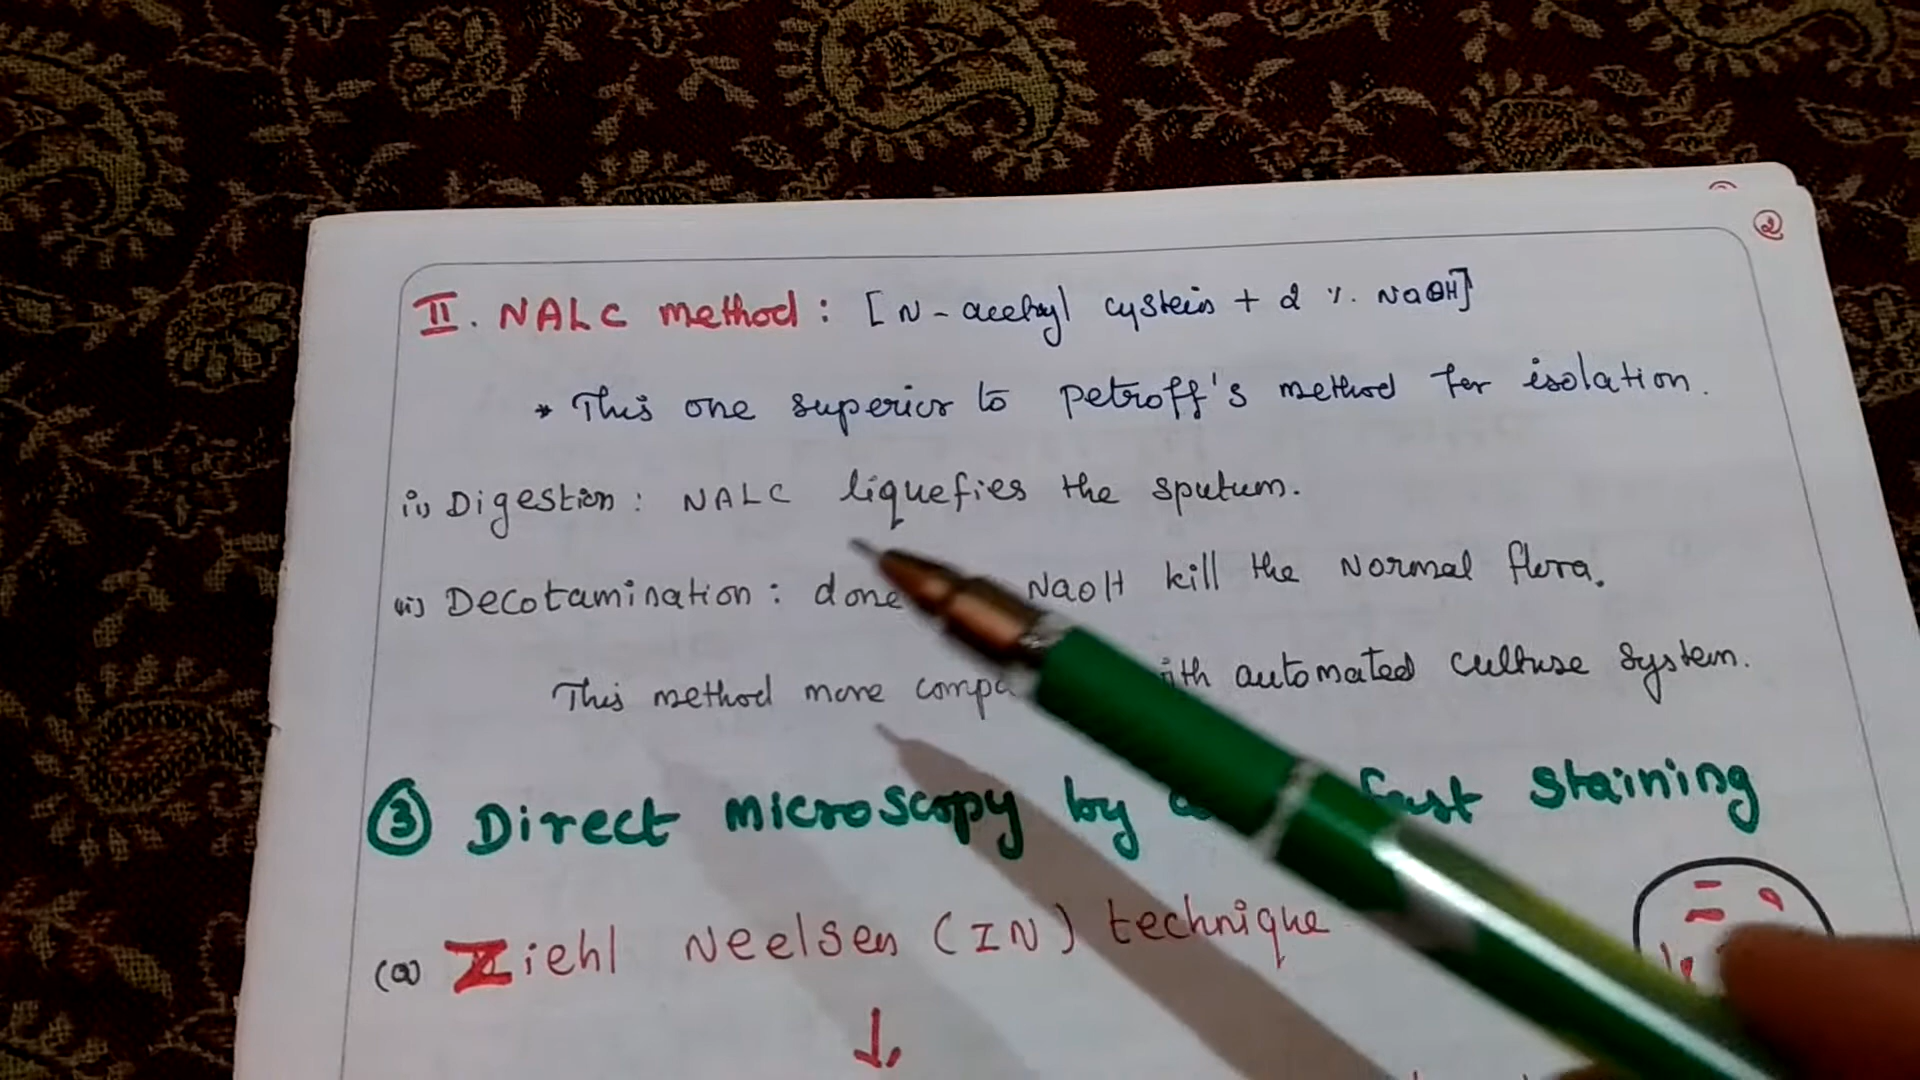 ②
II. NALC method : [N-acetyl cystein + 2 %. NaOH]
* This one superior to Petroff's method for isolation.
i) Digestion : NALC liquefies the sputum.
ii) Decotamination : done NaOH kill the Normal flora.
This method more automated culture system.
③ Direct microscopy by fast staining
(a) Ziehl Neelsen (IN) technique